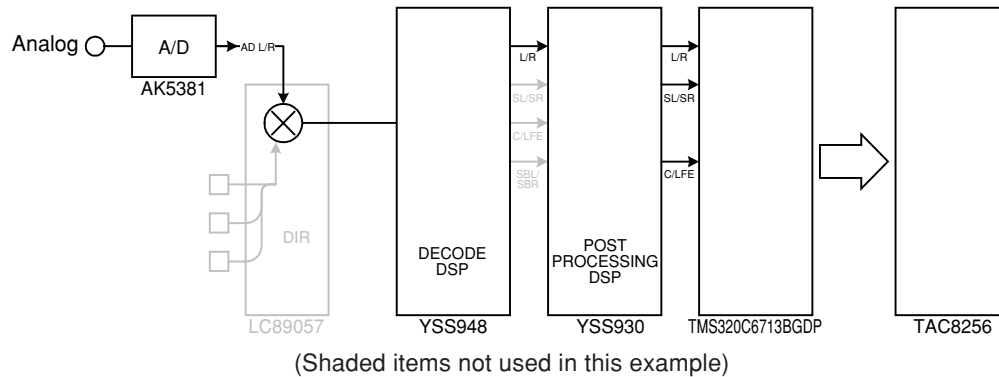 Analog
A/D
AK5381
AD L/R
DIR
LC89057
DECODE
DSP
YSS948
L/R
SL/SR
C/LFE
SBL/
SBR
POST
PROCESSING
DSP
YSS930
L/R
SL/SR
C/LFE
TMS320C6713BGDP
TAC8256
(Shaded items not used in this example)